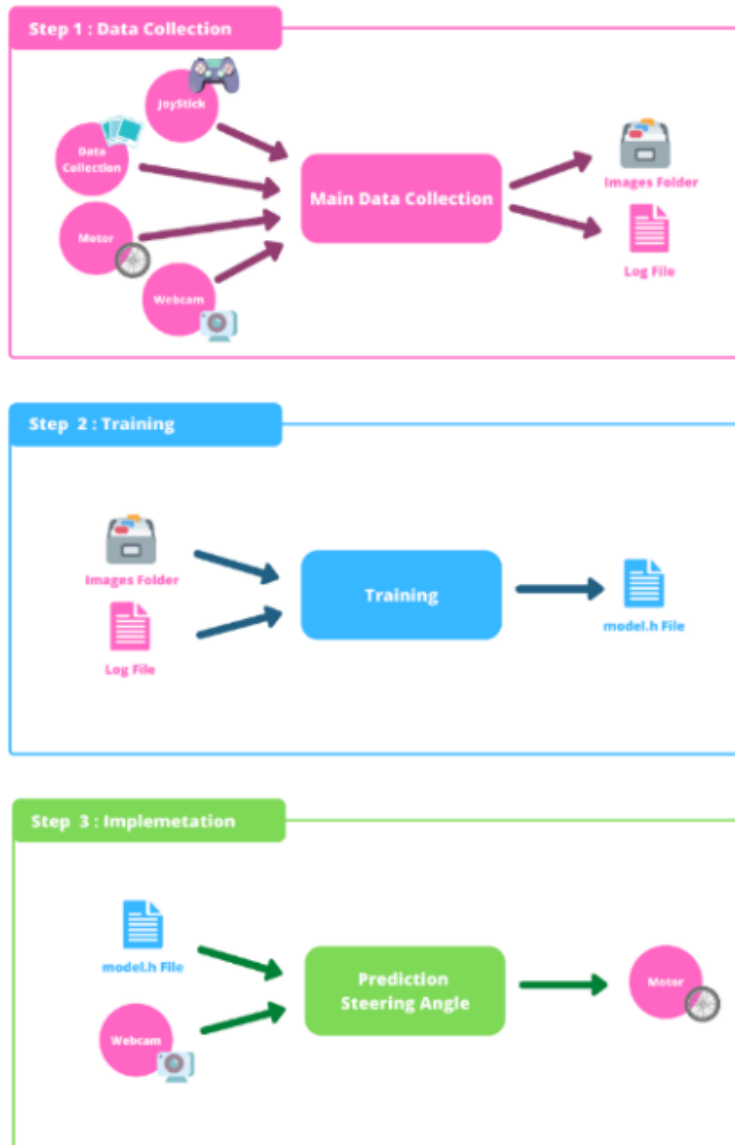 Step 1 : Data Collection
JoyStick
Data
Collection
Main Data Collection
Images Folder
Motor
Log File
Webcam
Step 2 : Training
Images Folder
Training
model.h File
Log File
Step 3 : Implemetation
model.h File
Prediction
Steering Angle
Motor
Webcam